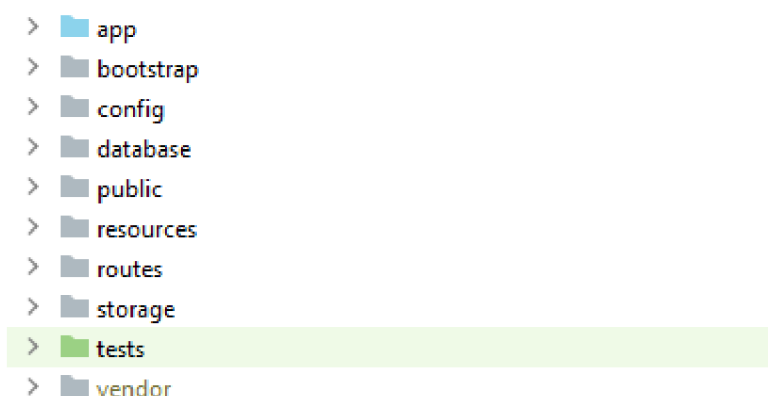 app
bootstrap
config
database
public
resources
routes
storage
tests
vendor